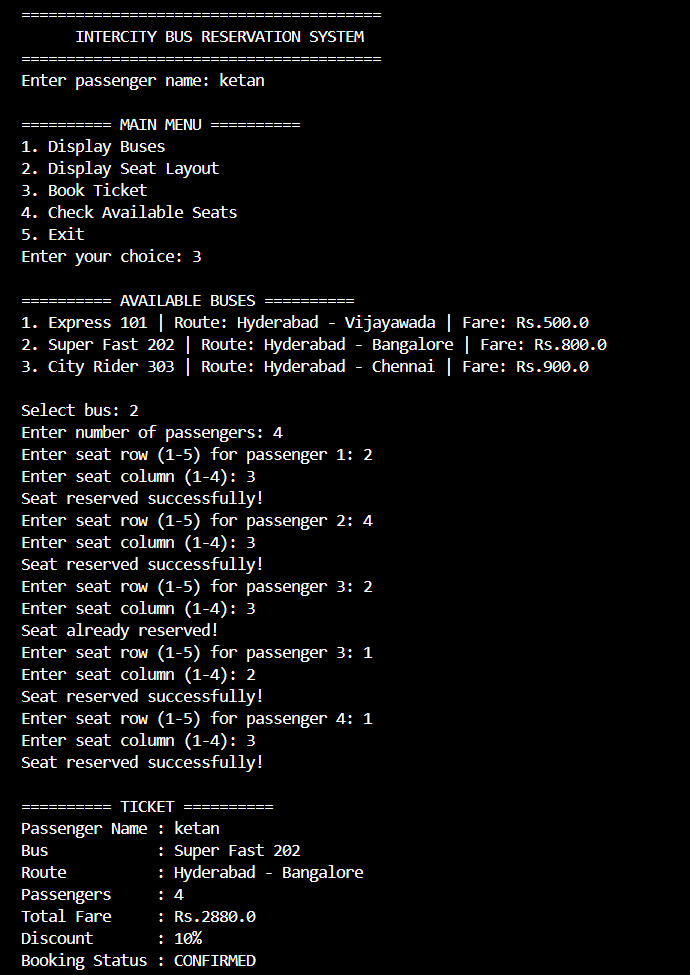 ========================================
INTERCITY BUS RESERVATION SYSTEM
========================================
Enter passenger name: ketan
========== MAIN MENU ==========
1. Display Buses
2. Display Seat Layout
3. Book Ticket
4. Check Available Seats
5. Exit
Enter your choice: 3
========== AVAILABLE BUSES ==========
1. Express 101 | Route: Hyderabad - Vijayawada | Fare: Rs.500.0
2. Super Fast 202 | Route: Hyderabad - Bangalore | Fare: Rs.800.0
3. City Rider 303 | Route: Hyderabad - Chennai | Fare: Rs.900.0
Select bus: 2
Enter number of passengers: 4
Enter seat row (1-5) for passenger 1: 2
Enter seat column (1-4): 3
Seat reserved successfully!
Enter seat row (1-5) for passenger 2: 4
Enter seat column (1-4): 3
Seat reserved successfully!
Enter seat row (1-5) for passenger 3: 2
Enter seat column (1-4): 3
Seat already reserved!
Enter seat row (1-5) for passenger 3: 1
Enter seat column (1-4): 2
Seat reserved successfully!
Enter seat row (1-5) for passenger 4: 1
Enter seat column (1-4): 3
Seat reserved successfully!
========== TICKET ==========
Passenger Name : ketan
Bus            : Super Fast 202
Route          : Hyderabad - Bangalore
Passengers     : 4
Total Fare     : Rs.2880.0
Discount       : 10%
Booking Status : CONFIRMED